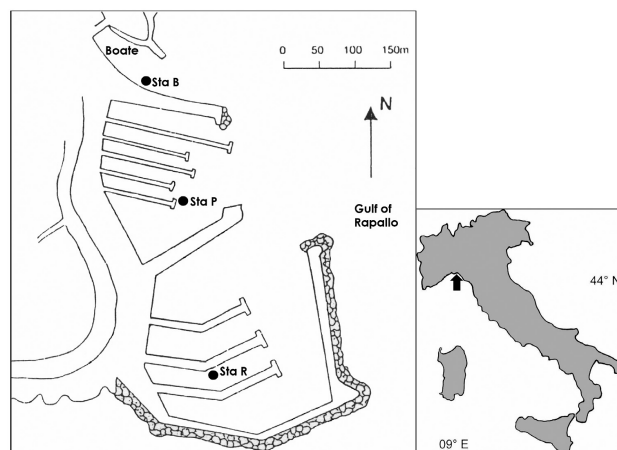 Boate
Sta B
0 50 100 150m
N
Sta P
Gulf of
Rapallo
44° N
Sta R
09° E